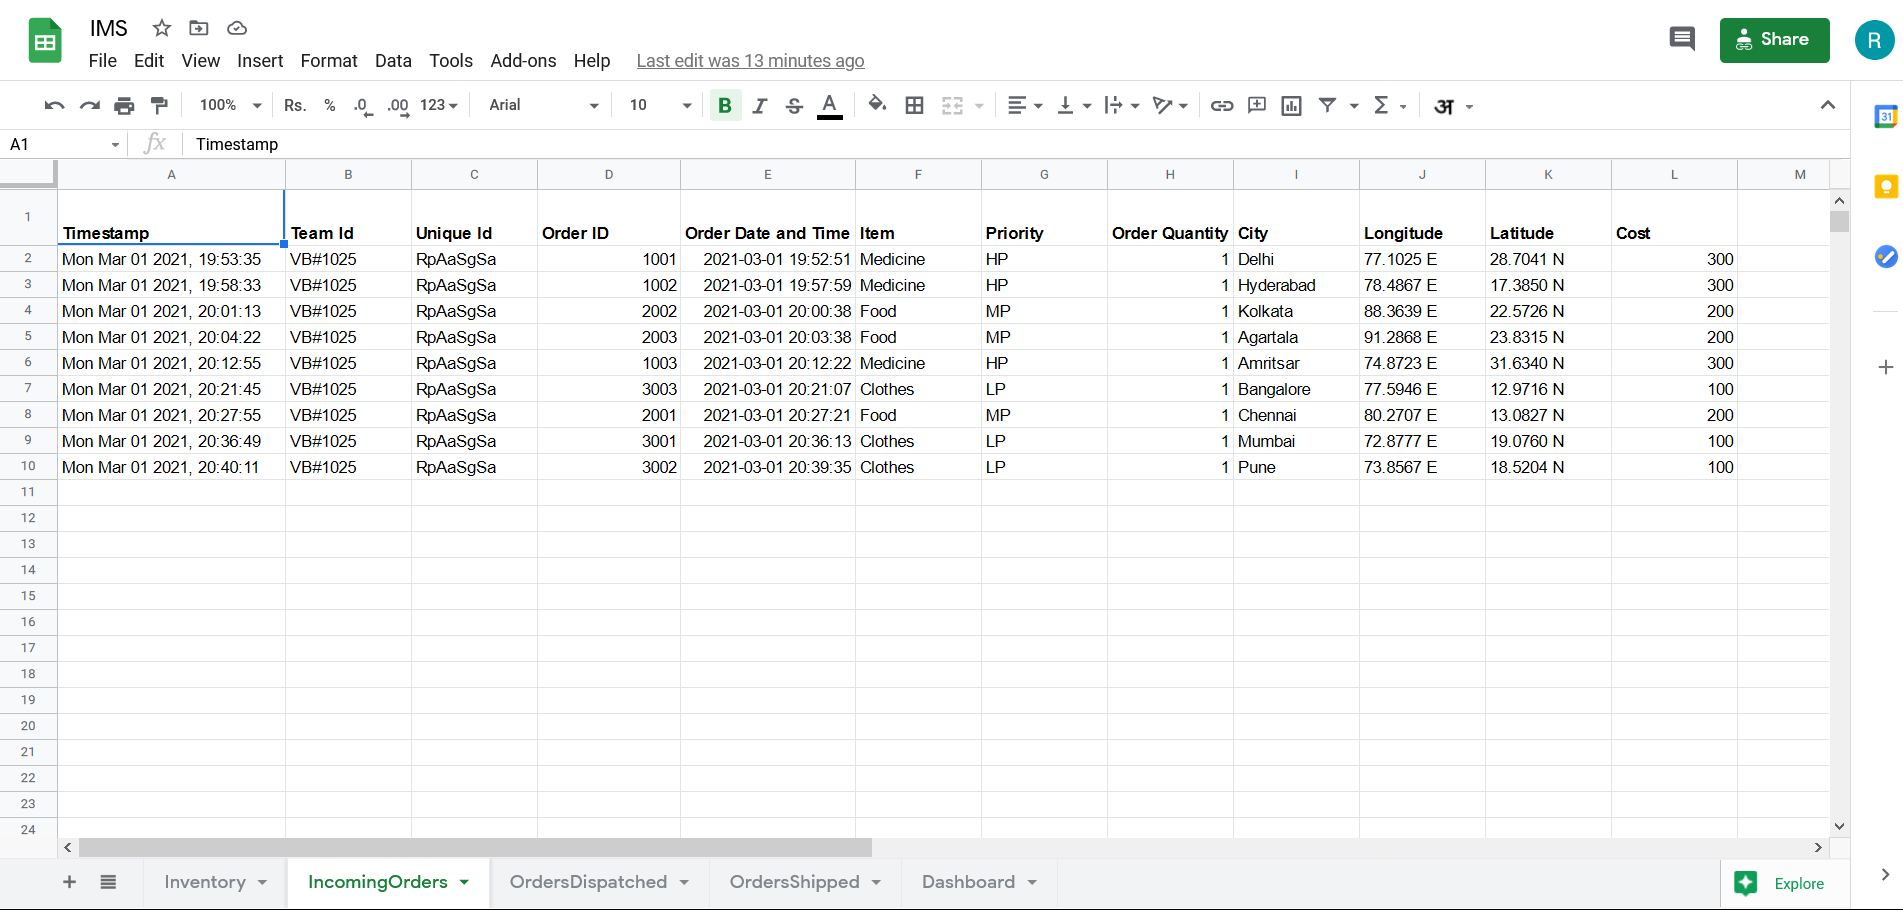 IMS
File Edit View Insert Format Data Tools Add-ons Help Last edit was 13 minutes ago
Share
R
100% Rs. % .0 .00 123 Arial 10 B I S A Σ अ
31
A1 fx Timestamp
A B C D E F G H I J K L M
1 Timestamp Team Id Unique Id Order ID Order Date and Time Item Priority Order Quantity City Longitude Latitude Cost
2 Mon Mar 01 2021, 19:53:35 VB#1025 RpAaSgSa 1001 2021-03-01 19:52:51 Medicine HP 1 Delhi 77.1025 E 28.7041 N 300
3 Mon Mar 01 2021, 19:58:33 VB#1025 RpAaSgSa 1002 2021-03-01 19:57:59 Medicine HP 1 Hyderabad 78.4867 E 17.3850 N 300
4 Mon Mar 01 2021, 20:01:13 VB#1025 RpAaSgSa 2002 2021-03-01 20:00:38 Food MP 1 Kolkata 88.3639 E 22.5726 N 200
5 Mon Mar 01 2021, 20:04:22 VB#1025 RpAaSgSa 2003 2021-03-01 20:03:38 Food MP 1 Agartala 91.2868 E 23.8315 N 200
6 Mon Mar 01 2021, 20:12:55 VB#1025 RpAaSgSa 1003 2021-03-01 20:12:22 Medicine HP 1 Amritsar 74.8723 E 31.6340 N 300
7 Mon Mar 01 2021, 20:21:45 VB#1025 RpAaSgSa 3003 2021-03-01 20:21:07 Clothes LP 1 Bangalore 77.5946 E 12.9716 N 100
8 Mon Mar 01 2021, 20:27:55 VB#1025 RpAaSgSa 2001 2021-03-01 20:27:21 Food MP 1 Chennai 80.2707 E 13.0827 N 200
9 Mon Mar 01 2021, 20:36:49 VB#1025 RpAaSgSa 3001 2021-03-01 20:36:13 Clothes LP 1 Mumbai 72.8777 E 19.0760 N 100
10 Mon Mar 01 2021, 20:40:11 VB#1025 RpAaSgSa 3002 2021-03-01 20:39:35 Clothes LP 1 Pune 73.8567 E 18.5204 N 100
11
12
13
14
15
16
17
18
19
20
21
22
23
24
Inventory IncomingOrders OrdersDispatched OrdersShipped Dashboard Explore